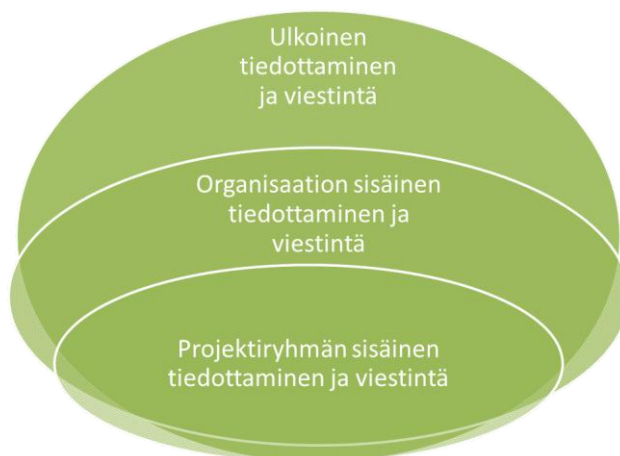 Ulkoinen
tiedottaminen
ja viestintä
Organisaation sisäinen
tiedottaminen ja
viestintä
Projektiryhmän sisäinen
tiedottaminen ja viestintä